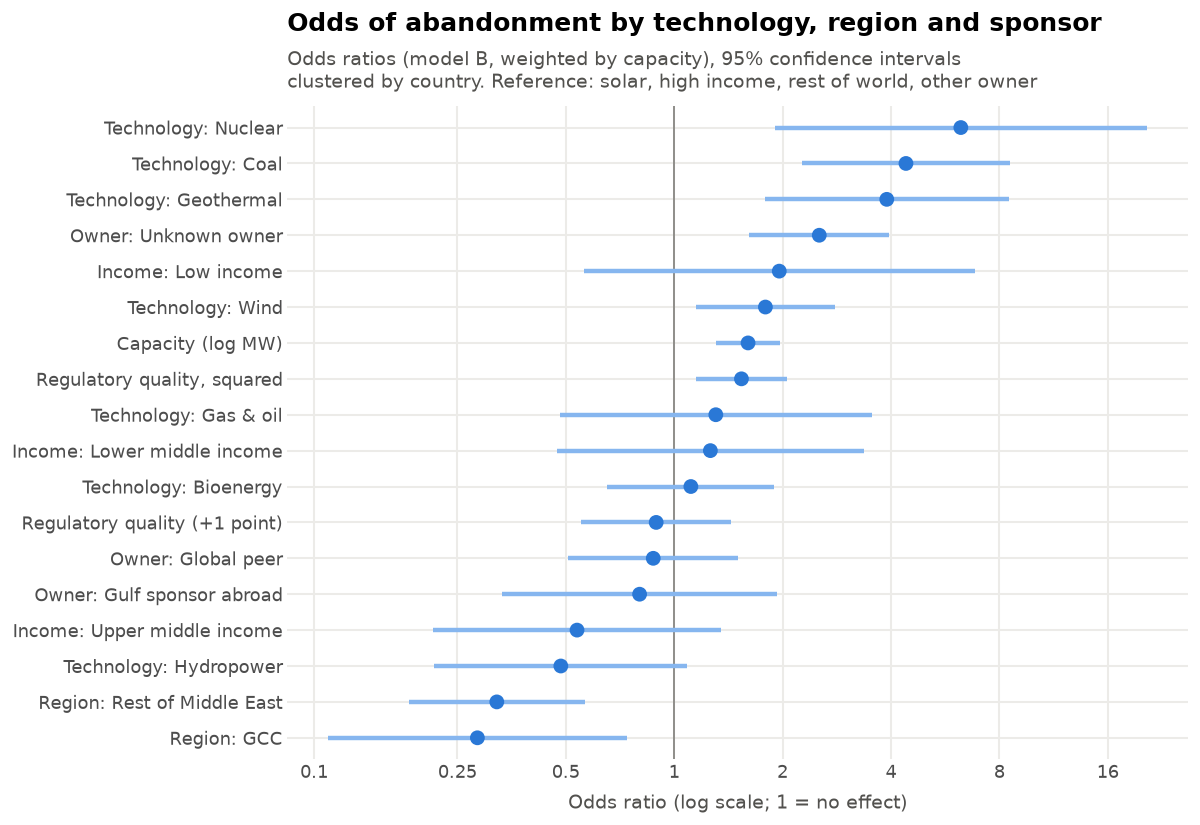 Odds of abandonment by technology, region and sponsor
Odds ratios (model B, weighted by capacity), 95% confidence intervals
clustered by country. Reference: solar, high income, rest of world, other owner
Technology: Nuclear
Technology: Coal
Technology: Geothermal
Owner: Unknown owner
Income: Low income
Technology: Wind
Capacity (log MW)
Regulatory quality, squared
Technology: Gas & oil
Income: Lower middle income
Technology: Bioenergy
Regulatory quality (+1 point)
Owner: Global peer
Owner: Gulf sponsor abroad
Income: Upper middle income
Technology: Hydropower
Region: Rest of Middle East
Region: GCC
0.1 0.25 0.5 1 2 4 8 16
Odds ratio (log scale; 1 = no effect)